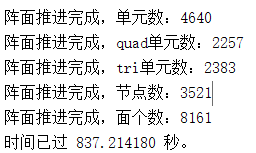 阵面推进完成，单元数：4640
阵面推进完成，quad单元数：2257
阵面推进完成，tri单元数：2383
阵面推进完成，节点数：3521
阵面推进完成，面个数：8161
时间已过 837.214180 秒。